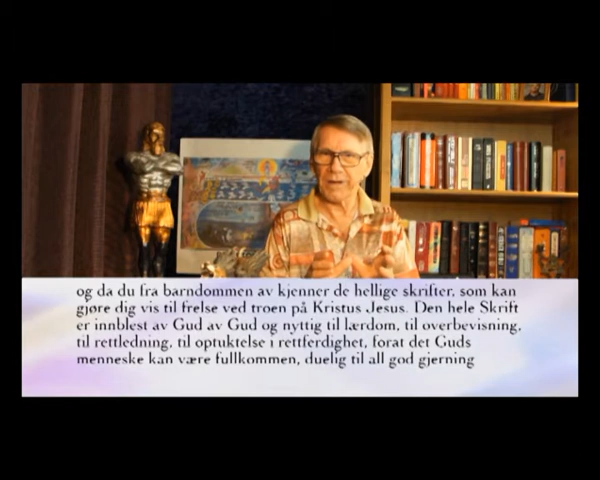 og da du fra barndommen av kjenner de hellige skrifter, som kan
gjøre dig vis til frelse ved troen på Kristus Jesus. Den hele Skrift
er innblest av Gud av Gud og nyttig til lærdom, til overbevisning,
til rettledning, til optuktelse i rettferdighet, forat det Guds
menneske kan være fullkommen, duelig til all god gjerning